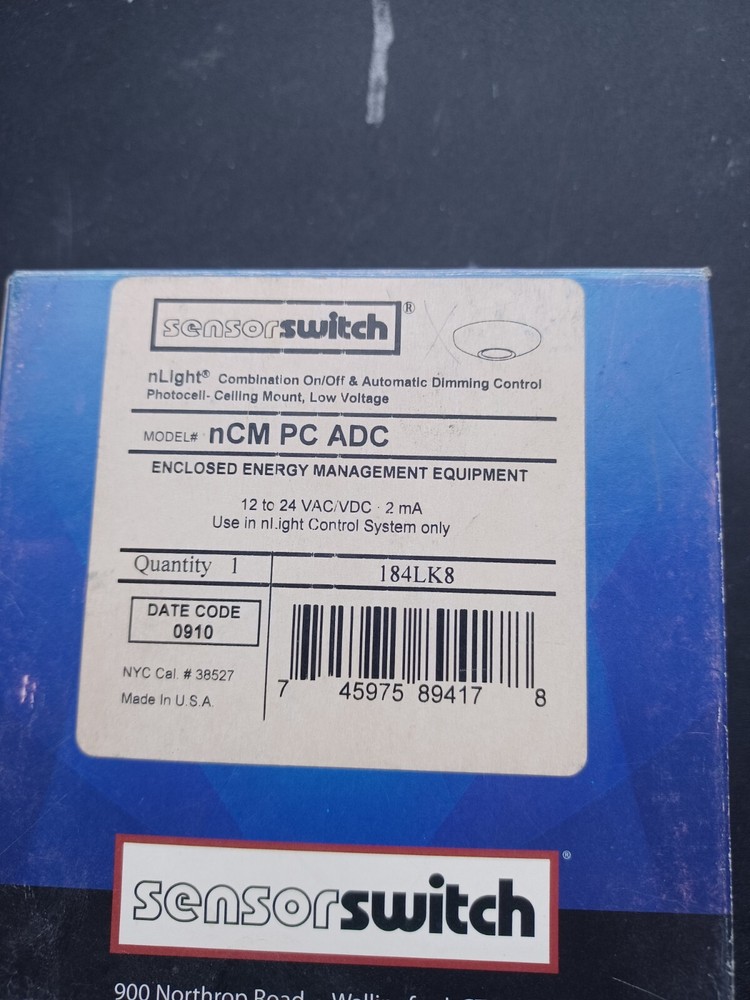 sensorswitch®
nLight® Combination On/Off & Automatic Dimming Control
Photocell- Ceiling Mount, Low Voltage
MODEL# nCM PC ADC
ENCLOSED ENERGY MANAGEMENT EQUIPMENT
12 to 24 VAC/VDC · 2 mA
Use in nLight Control System only
Quantity 1
184LK8
DATE CODE
0910
NYC Cal. # 38527
Made In U.S.A.
7 45975 89417 8
sensorswitch®
900 Northrop Road